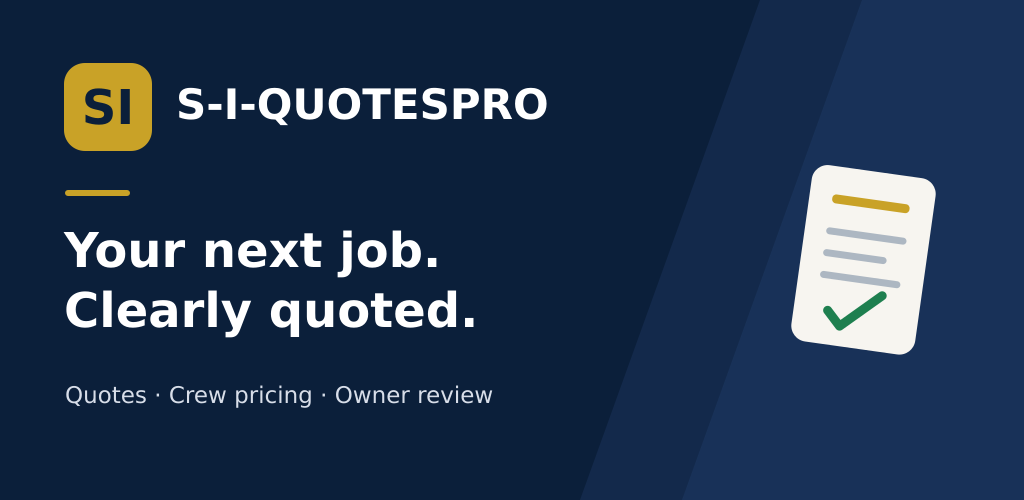 SI
S-I-QUOTESPRO
Your next job.
Clearly quoted.
Quotes · Crew pricing · Owner review